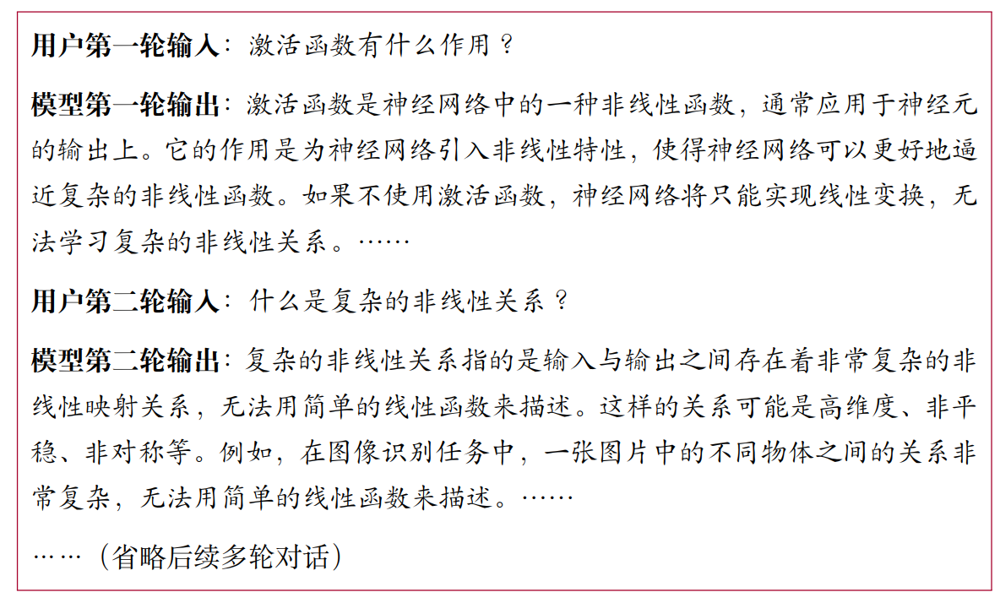 用户第一轮输入：激活函数有什么作用？
模型第一轮输出：激活函数是神经网络中的一种非线性函数，通常应用于神经元
的输出上。它的作用是为神经网络引入非线性特性，使得神经网络可以更好地逼
近复杂的非线性函数。如果不使用激活函数，神经网络将只能实现线性变换，无
法学习复杂的非线性关系。……
用户第二轮输入：什么是复杂的非线性关系？
模型第二轮输出：复杂的非线性关系指的是输入与输出之间存在着非常复杂的非
线性映射关系，无法用简单的线性函数来描述。这样的关系可能是高维度、非平
稳、非对称等。例如，在图像识别任务中，一张图片中的不同物体之间的关系非
常复杂，无法用简单的线性函数来描述。……
……（省略后续多轮对话）